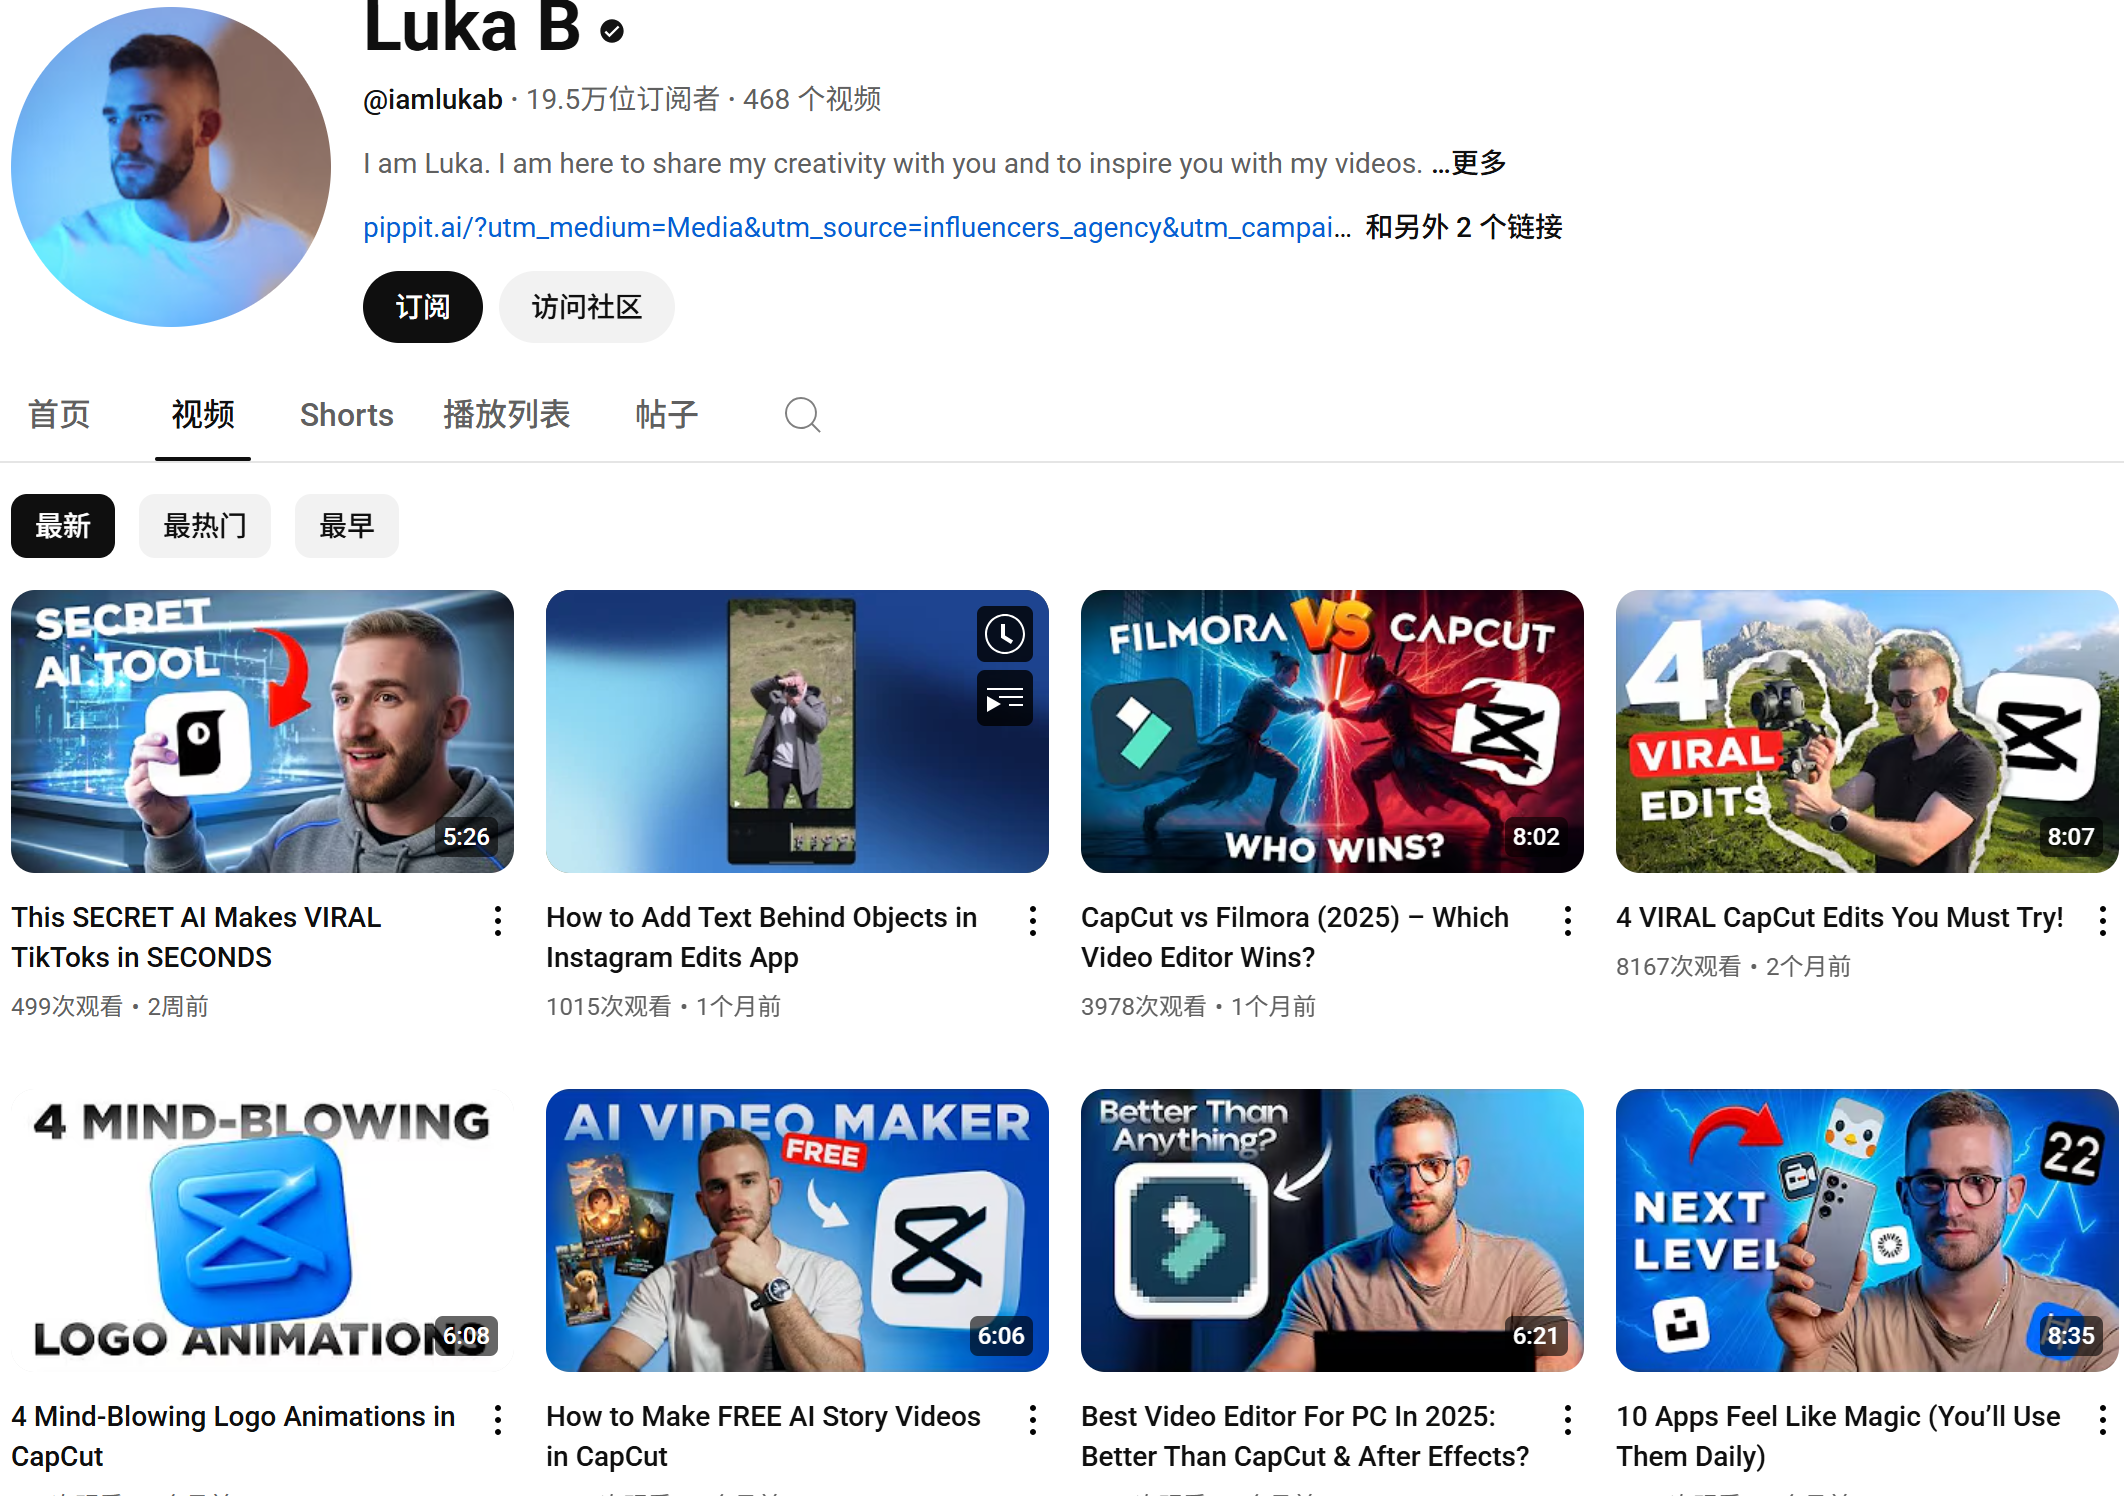 Luka B
@iamlukab · 19.5万位订阅者 · 468 个视频
I am Luka. I am here to share my creativity with you and to inspire you with my videos. ...更多
pippit.ai/?utm_medium=Media&utm_source=influencers_agency&utm_campai... 和另外 2 个链接
订阅 访问社区
首页 视频 Shorts 播放列表 帖子
最新 最热门 最早
SECRET
AI TOOL
5:26
FILMORA VS CAPCUT
WHO WINS?
8:02
4
VIRAL
EDITS
8:07
This SECRET AI Makes VIRAL
TikToks in SECONDS
499次观看 • 2周前
How to Add Text Behind Objects in
Instagram Edits App
1015次观看 • 1个月前
CapCut vs Filmora (2025) – Which
Video Editor Wins?
3978次观看 • 1个月前
4 VIRAL CapCut Edits You Must Try!
8167次观看 • 2个月前
4 MIND-BLOWING
LOGO ANIMATIONS
6:08
AI VIDEO MAKER
FREE
6:06
Better Than
Anything?
6:21
22
NEXT
LEVEL
8:35
4 Mind-Blowing Logo Animations in
CapCut
How to Make FREE AI Story Videos
in CapCut
Best Video Editor For PC In 2025:
Better Than CapCut & After Effects?
10 Apps Feel Like Magic (You’ll Use
Them Daily)